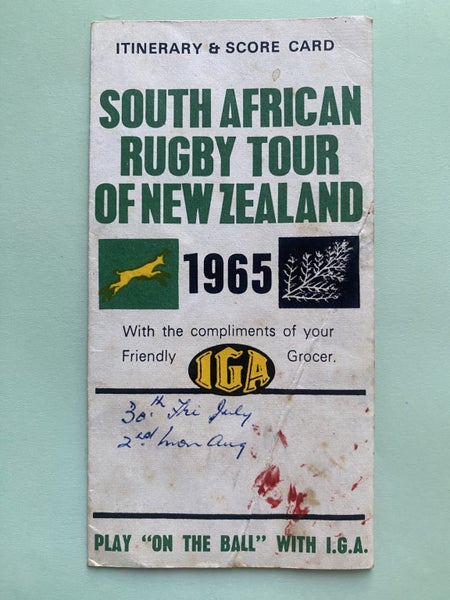 ITINERARY & SCORE CARD
SOUTH AFRICAN
RUGBY TOUR
OF NEW ZEALAND
1965
With the compliments of your
Friendly IGA Grocer.
30th Fri July
2nd Mon Aug
PLAY "ON THE BALL" WITH I.G.A.